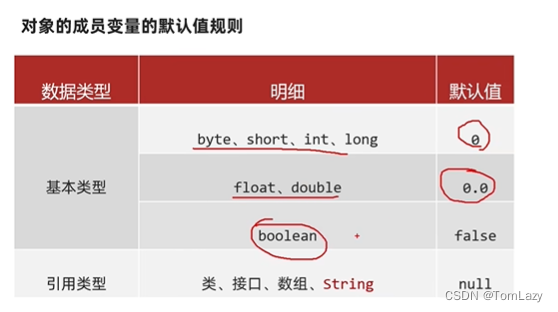 对象的成员变量的默认值规则
数据类型 明细 默认值
基本类型 byte、short、int、long 0
float、double 0.0
boolean false
引用类型 类、接口、数组、String null
CSDN @TomLazy